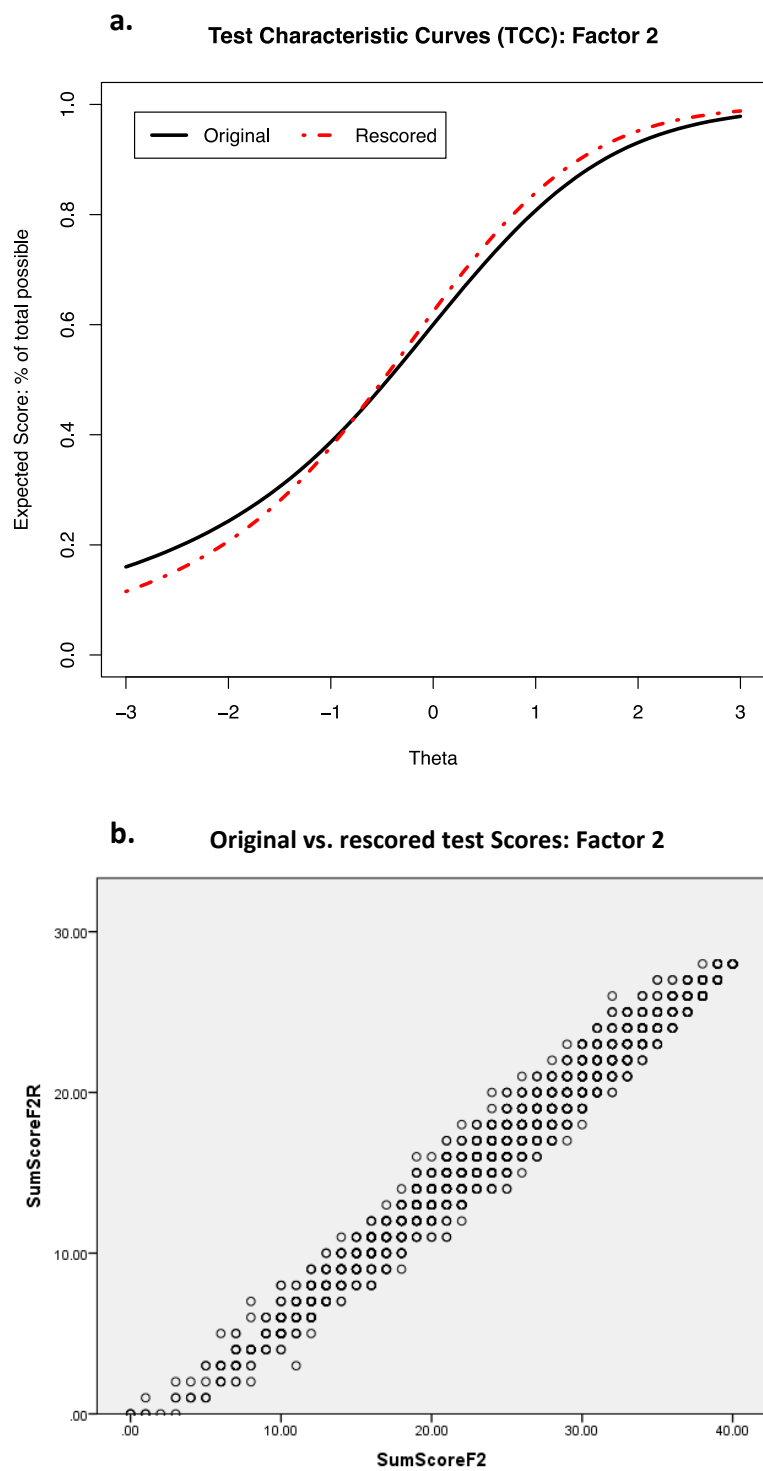 a.
Test Characteristic Curves (TCC): Factor 2
Original Rescored
1.0
0.8
0.6
0.4
0.2
0.0
Expected Score: % of total possible
−3 −2 −1 0 1 2 3
Theta
b.
Original vs. rescored test Scores: Factor 2
30.00
20.00
10.00
.00
SumScoreF2R
.00 10.00 20.00 30.00 40.00
SumScoreF2